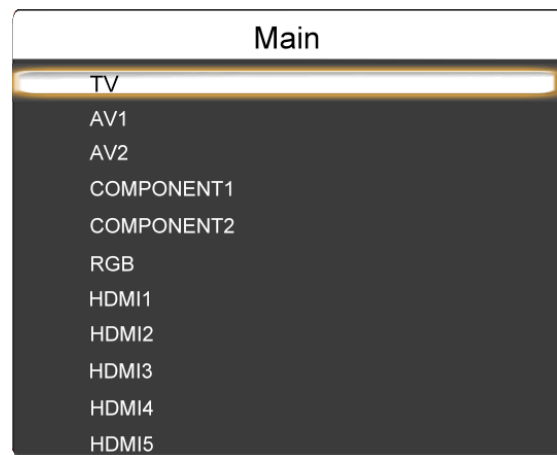 Main
TV
AV1
AV2
COMPONENT1
COMPONENT2
RGB
HDMI1
HDMI2
HDMI3
HDMI4
HDMI5